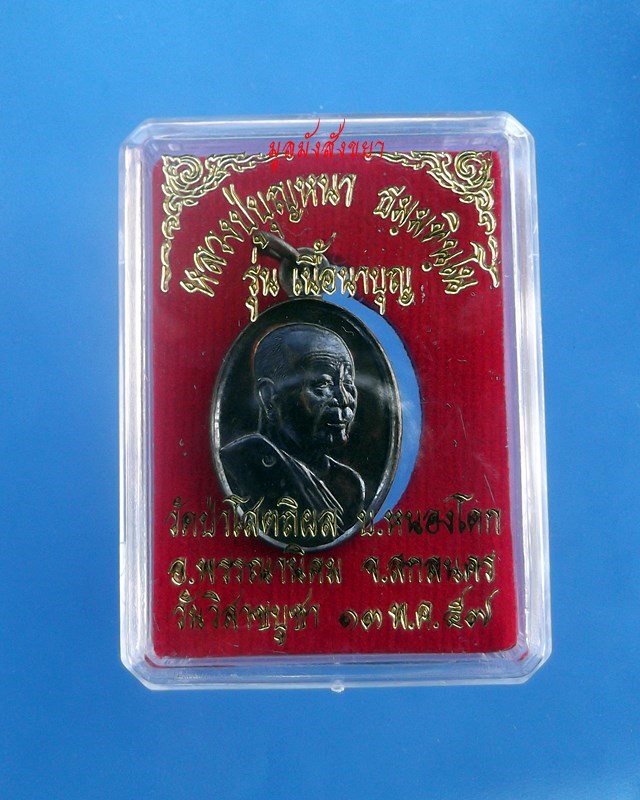 มูลมังสังขยา
หลวงปู่บุญหนา ธมฺมทินฺโน
รุ่น เนื้อนาบุญ
วัดป่าโสตถิผล บ.หนองโดก
อ.พรรณานิคม จ.สกลนคร
วันวิสาขบูชา ๑๓ พ.ค. ๕๗